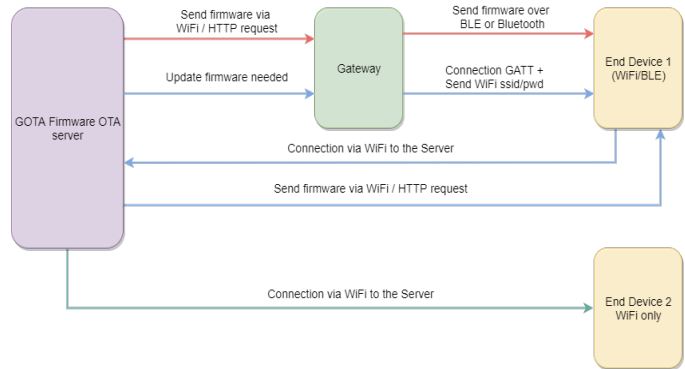 Send firmware via
WiFi / HTTP request
Send firmware over
BLE or Bluetooth
Gateway
End Device 1
(WiFi/BLE)
Update firmware needed
Connection GATT +
Send WiFi ssid/pwd
GOTA Firmware OTA
server
Connection via WiFi to the Server
Send firmware via WiFi / HTTP request
Connection via WiFi to the Server
End Device 2
WiFi only